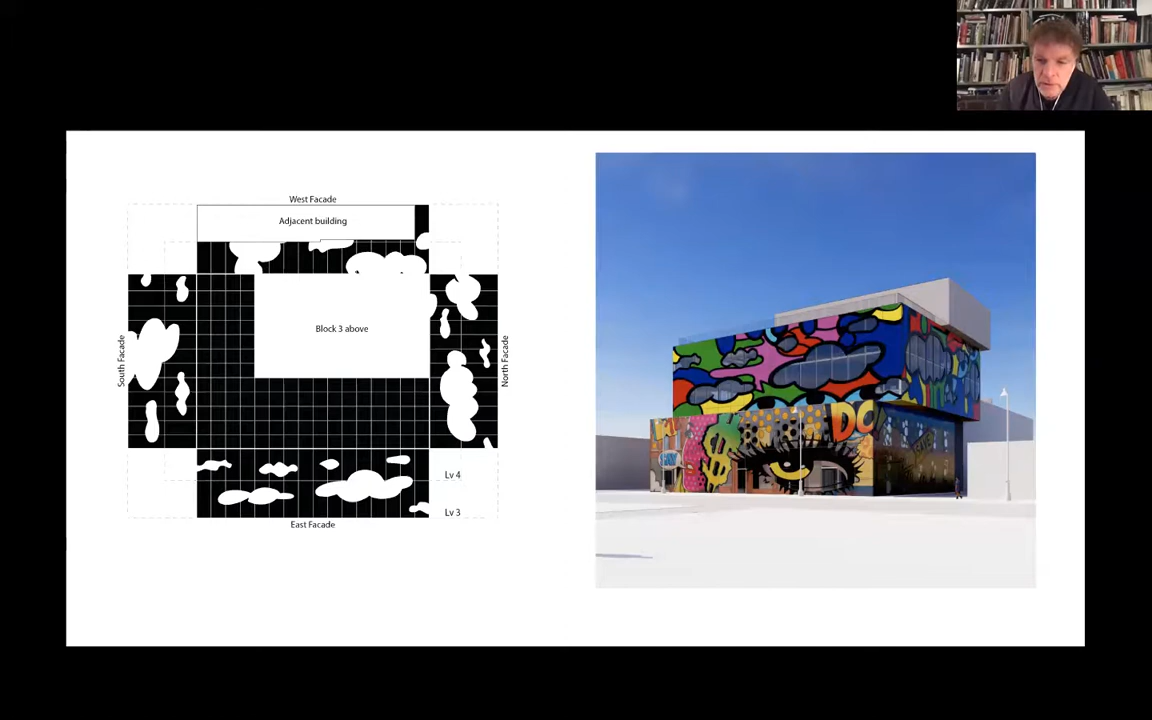 West Facade
Adjacent building
South Facade
Block 3 above
North Facade
Lv 4
Lv 3
East Facade
$
DC